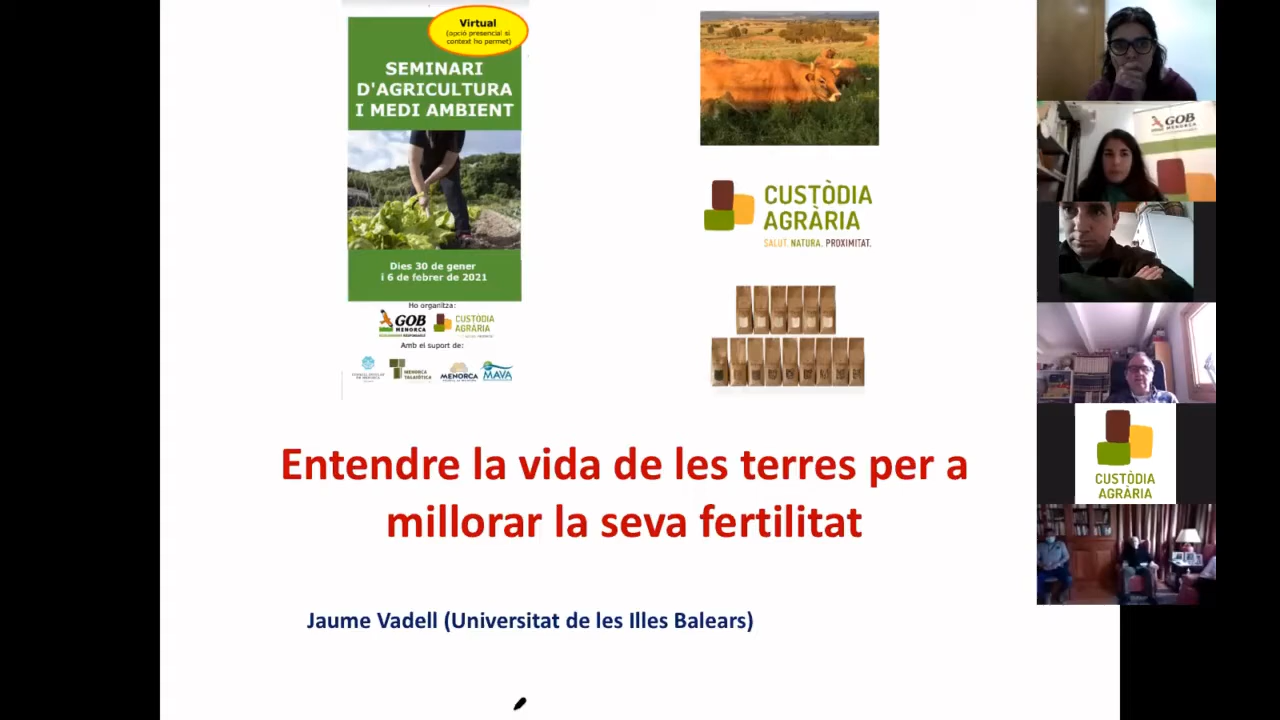 Virtual
(opció presencial si
context ho permet)
SEMINARI
D'AGRICULTURA
I MEDI AMBIENT
Dies 30 de gener
i 6 de febrer de 2021
Ho organitza:
GOB
MENORCA
CUSTÒDIA
AGRÀRIA
Amb el suport de:
MENORCA
TALAIÒTICA
MENORCA
MAVA
CUSTÒDIA
AGRÀRIA
SALUT. NATURA. PROXIMITAT.
Entendre la vida de les terres per a
millorar la seva fertilitat
Jaume Vadell (Universitat de les Illes Balears)
GOB
MENORCA
CUSTÒDIA
AGRÀRIA